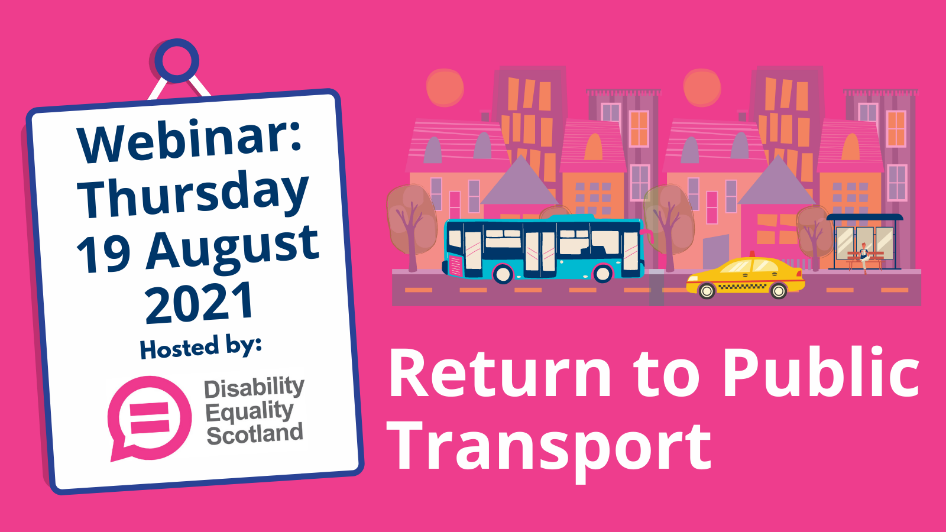 Webinar:
Thursday
19 August
2021
Hosted by:
Disability
Equality
Scotland
Return to Public
Transport